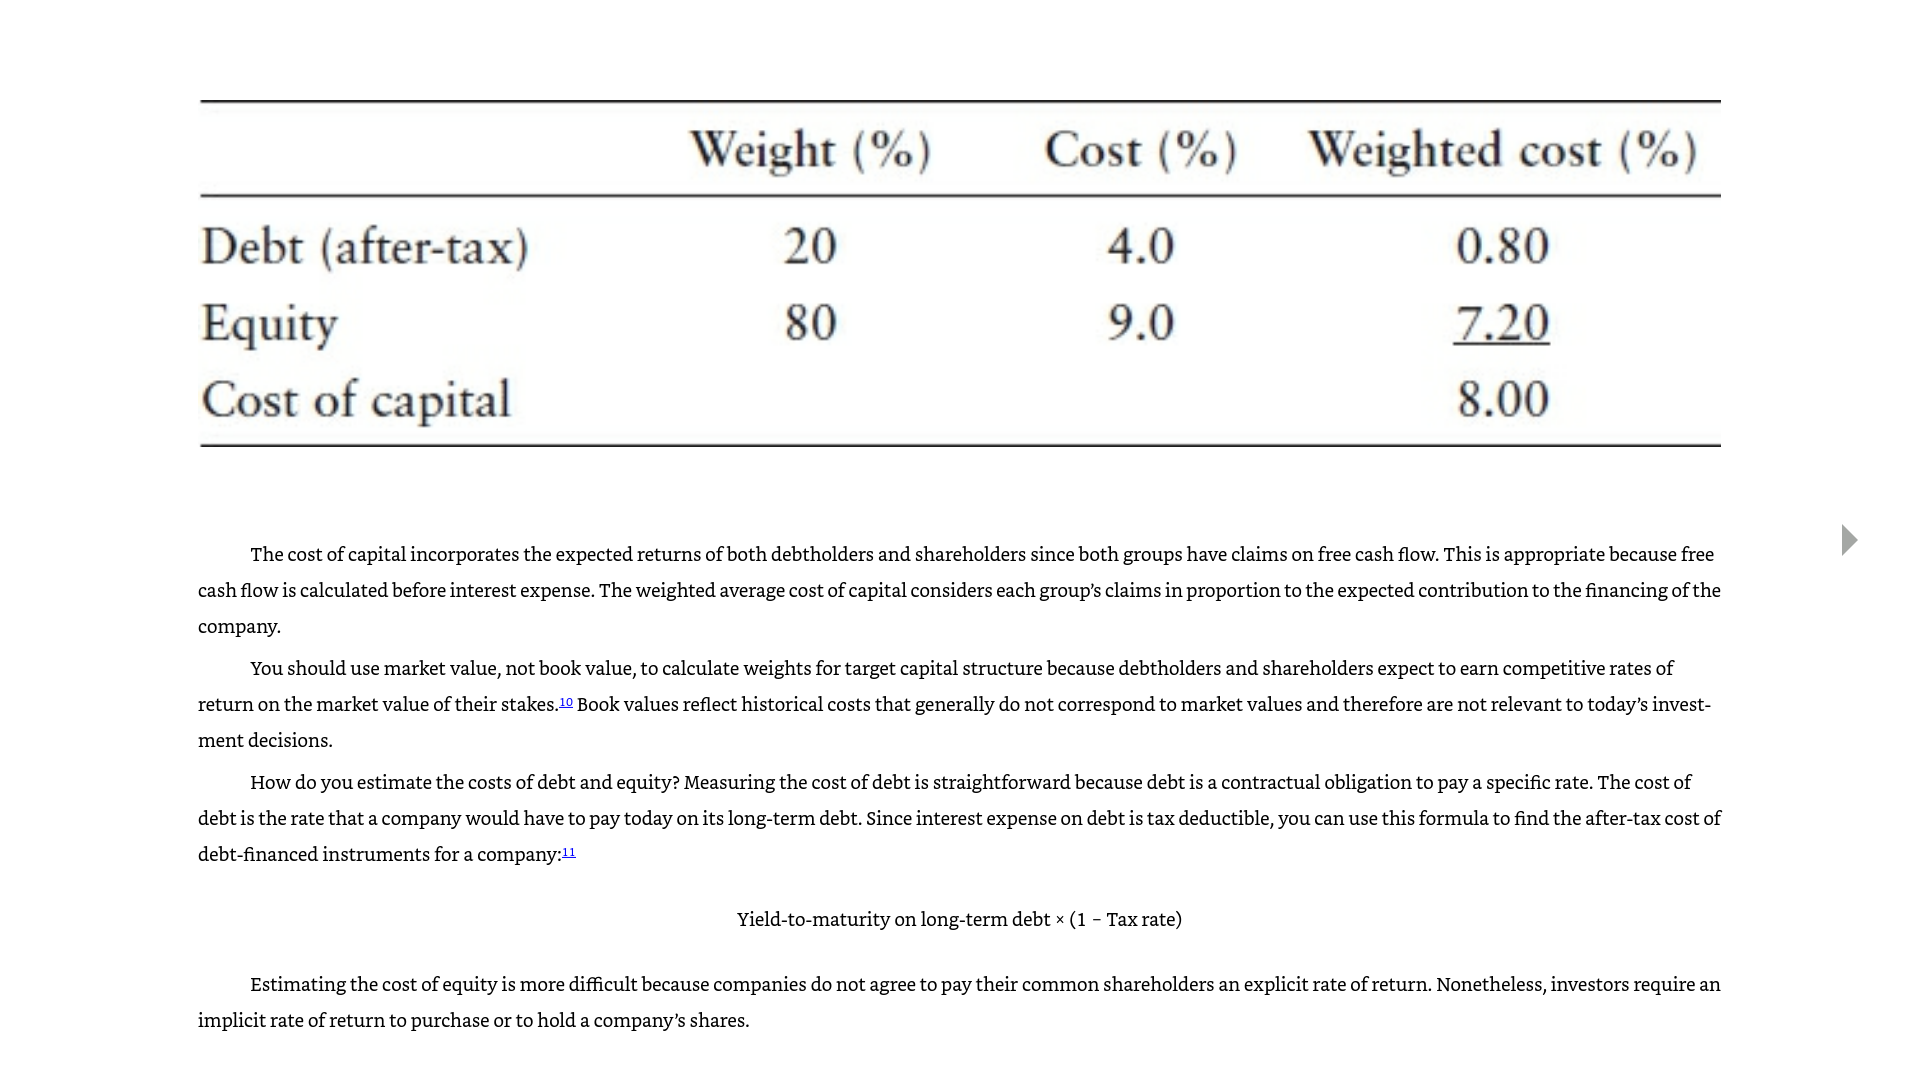 Weight (%) Cost (%) Weighted cost (%)
Debt (after-tax) 20 4.0 0.80
Equity 80 9.0 7.20
Cost of capital 8.00
The cost of capital incorporates the expected returns of both debtholders and shareholders since both groups have claims on free cash flow. This is appropriate because free
cash flow is calculated before interest expense. The weighted average cost of capital considers each group’s claims in proportion to the expected contribution to the financing of the
company.
You should use market value, not book value, to calculate weights for target capital structure because debtholders and shareholders expect to earn competitive rates of
return on the market value of their stakes.10 Book values reflect historical costs that generally do not correspond to market values and therefore are not relevant to today’s invest-
ment decisions.
How do you estimate the costs of debt and equity? Measuring the cost of debt is straightforward because debt is a contractual obligation to pay a specific rate. The cost of
debt is the rate that a company would have to pay today on its long-term debt. Since interest expense on debt is tax deductible, you can use this formula to find the after-tax cost of
debt-financed instruments for a company:11
Yield-to-maturity on long-term debt × (1 − Tax rate)
Estimating the cost of equity is more difficult because companies do not agree to pay their common shareholders an explicit rate of return. Nonetheless, investors require an
implicit rate of return to purchase or to hold a company’s shares.